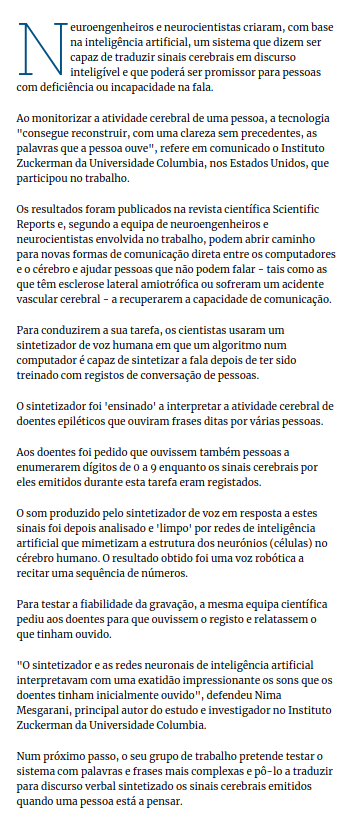 Neuroengenheiros e neurocientistas criaram, com base
na inteligência artificial, um sistema que dizem ser
capaz de traduzir sinais cerebrais em discurso
inteligível e que poderá ser promissor para pessoas
com deficiência ou incapacidade na fala.
Ao monitorizar a atividade cerebral de uma pessoa, a tecnologia
"consegue reconstruir, com uma clareza sem precedentes, as
palavras que a pessoa ouve", refere em comunicado o Instituto
Zuckerman da Universidade Columbia, nos Estados Unidos, que
participou no trabalho.
Os resultados foram publicados na revista científica Scientific
Reports e, segundo a equipa de neuroengenheiros e
neurocientistas envolvida no trabalho, podem abrir caminho
para novas formas de comunicação direta entre os computadores
e o cérebro e ajudar pessoas que não podem falar - tais como as
que têm esclerose lateral amiotrófica ou sofreram um acidente
vascular cerebral - a recuperarem a capacidade de comunicação.
Para conduzirem a sua tarefa, os cientistas usaram um
sintetizador de voz humana em que um algoritmo num
computador é capaz de sintetizar a fala depois de ter sido
treinado com registos de conversação de pessoas.
O sintetizador foi 'ensinado' a interpretar a atividade cerebral de
doentes epiléticos que ouviram frases ditas por várias pessoas.
Aos doentes foi pedido que ouvissem também pessoas a
enumerarem dígitos de 0 a 9 enquanto os sinais cerebrais por
eles emitidos durante esta tarefa eram registados.
O som produzido pelo sintetizador de voz em resposta a estes
sinais foi depois analisado e 'limpo' por redes de inteligência
artificial que mimetizam a estrutura dos neurónios (células) no
cérebro humano. O resultado obtido foi uma voz robótica a
recitar uma sequência de números.
Para testar a fiabilidade da gravação, a mesma equipa científica
pediu aos doentes para que ouvissem o registo e relatassem o
que tinham ouvido.
"O sintetizador e as redes neuronais de inteligência artificial
interpretavam com uma exatidão impressionante os sons que os
doentes tinham inicialmente ouvido", defendeu Nima
Mesgarani, principal autor do estudo e investigador no Instituto
Zuckerman da Universidade Columbia.
Num próximo passo, o seu grupo de trabalho pretende testar o
sistema com palavras e frases mais complexas e pô-lo a traduzir
para discurso verbal sintetizado os sinais cerebrais emitidos
quando uma pessoa está a pensar.